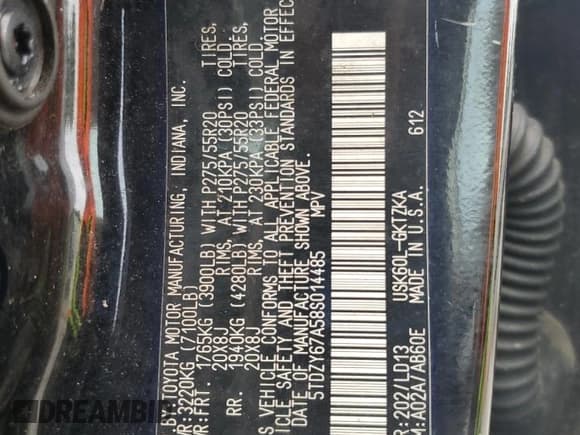 .BY:TOYOTA MOTOR MANUFACTURING, INDIANA, INC.
VR:3220KG (7100LB)
VR:FRT. 1765KG (3900LB) WITH P275/55R20 TIRES,
20X8J RIMS, AT 210KPA (30PSI) COLD
RR. 1940KG (4280LB) WITH P275/55R20 TIRES,
20X8J RIMS, AT 230KPA (33PSI) COLD
S VEHICLE CONFORMS TO ALL APPLICABLE FEDERAL MOTOR
ICLE SAFETY AND THEFT PREVENTION STANDARDS IN EFFEC
DATE OF MANUFACTURE SHOWN ABOVE.
5TDZY67A58S014485 MPV
R:202/LD13 USK60L-GKTZKA
M:A02A/AB60E MADE IN U.S.A. 612
DREAMBID